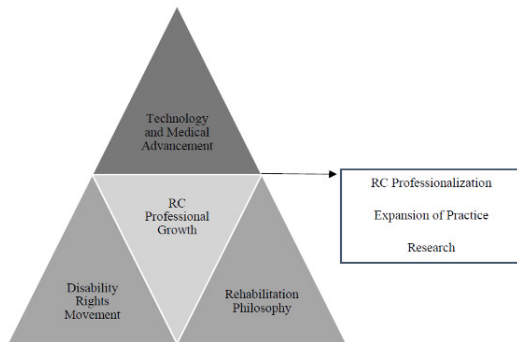 Technology
and Medical
Advancement
RC Professionalization
Expansion of Practice
Research
RC
Professional
Growth
Disability
Rights
Movement
Rehabilitation
Philosophy